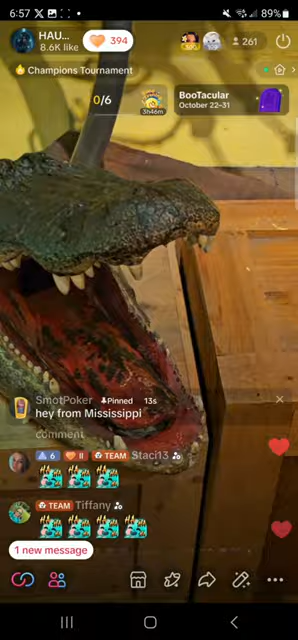 6:57
89%
HAU...
8.6K like
394
261
Champions Tournament
0/6
3h46m
BooTacular
October 22–31
SmotPoker Pinned 13s
hey from Mississippi
comment
6 II TEAM Staci13
TEAM Tiffany
1 new message